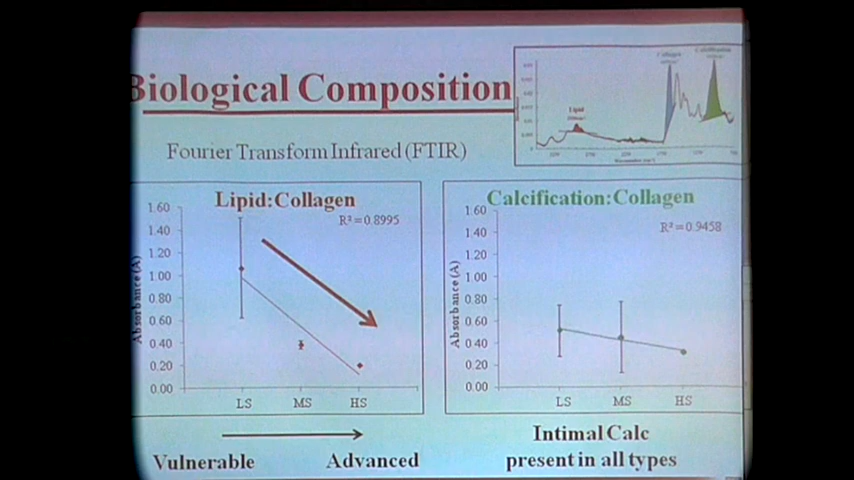 Biological Composition
Collagen
Calcification
Lipid
Fourier Transform Infrared (FTIR)
Lipid:Collagen
R² = 0.8995
Absorbance (A)
1.60
1.40
1.20
1.00
0.80
0.60
0.40
0.20
0.00
LS MS HS
Calcification:Collagen
R² = 0.9458
Absorbance (A)
1.60
1.40
1.20
1.00
0.80
0.60
0.40
0.20
0.00
LS MS HS
Vulnerable
Advanced
Intimal Calc
present in all types